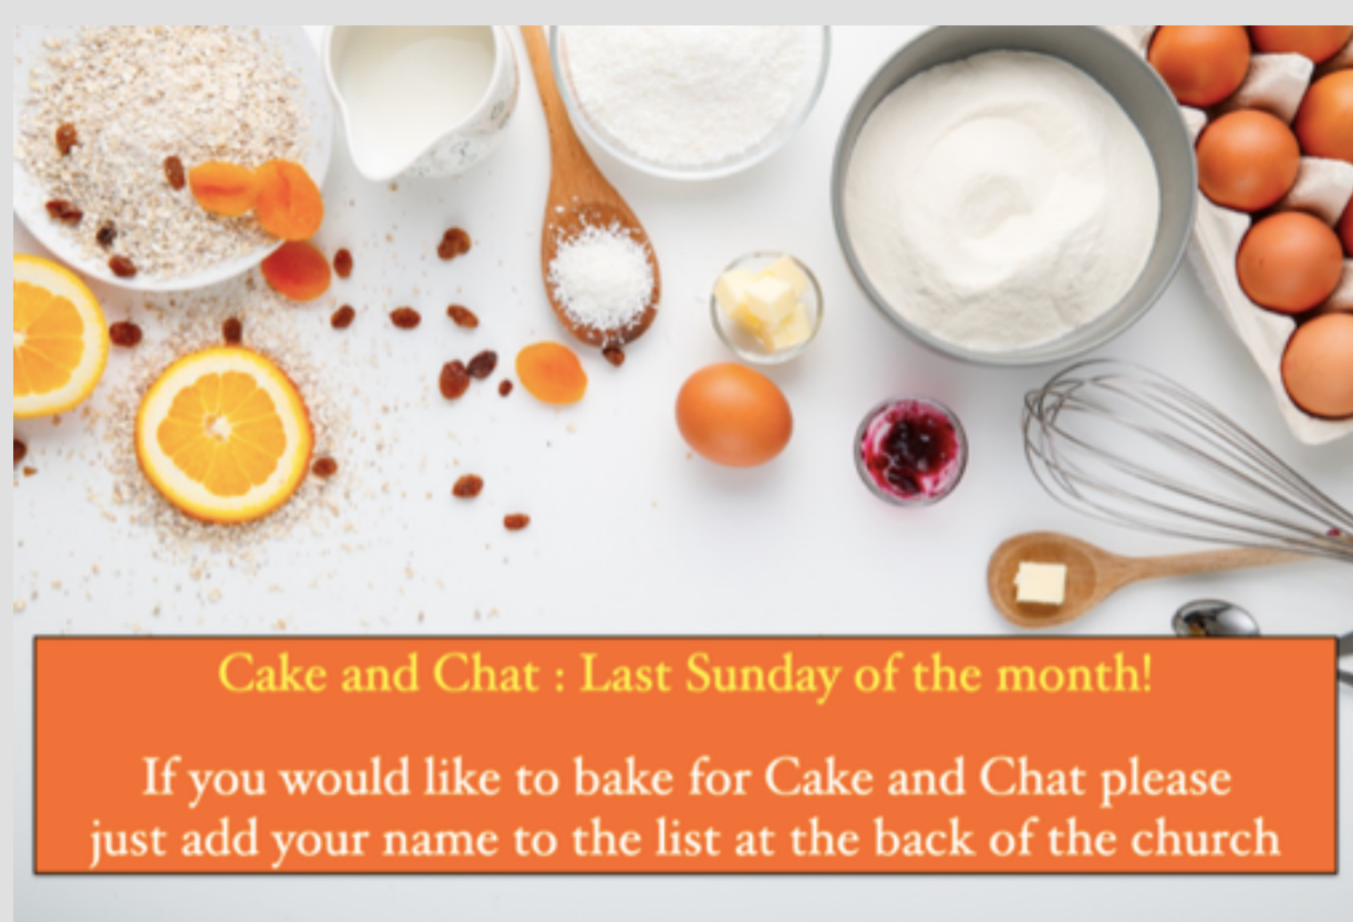 Cake and Chat : Last Sunday of the month!
If you would like to bake for Cake and Chat please
just add your name to the list at the back of the church